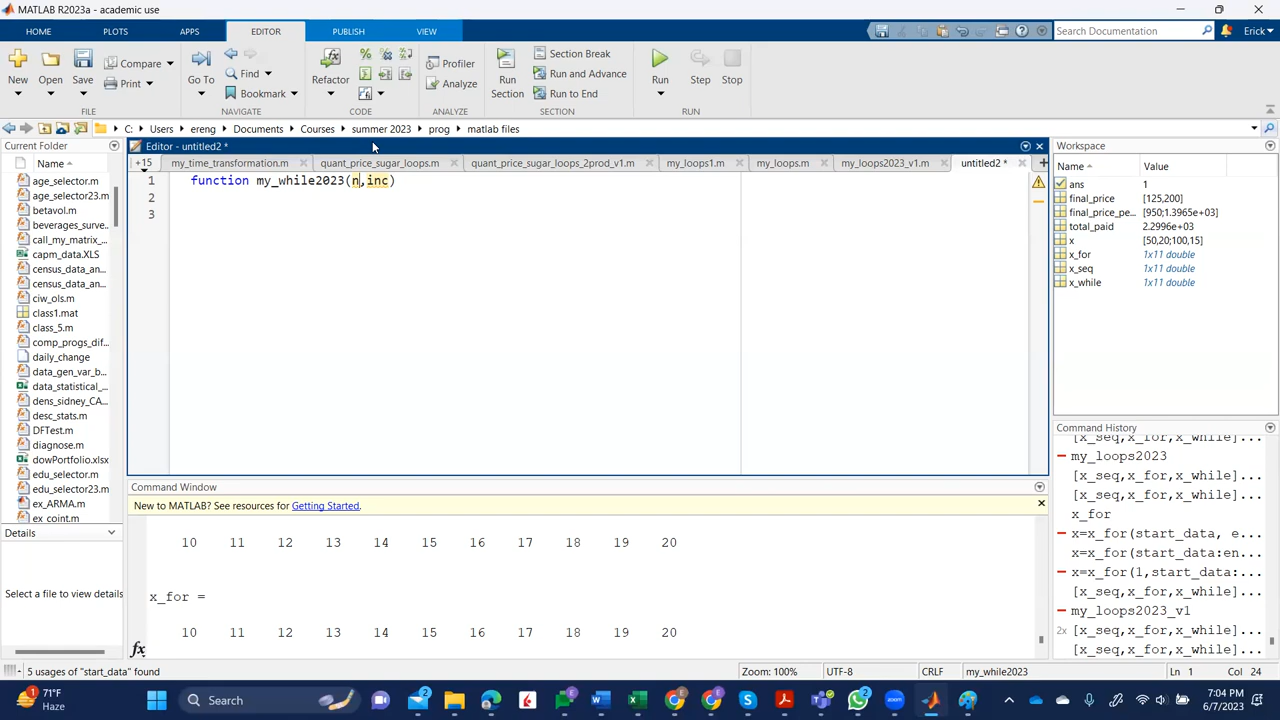 MATLAB R2023a - academic use
HOME PLOTS APPS EDITOR PUBLISH VIEW
Search Documentation
Erick
New Open Save Compare Print
Go To Find Bookmark
Refactor
Profiler
Analyze
Run Section
Section Break
Run and Advance
Run to End
Run Step Stop
FILE NAVIGATE CODE ANALYZE SECTION RUN
C: Users ereng Documents Courses summer 2023 prog matlab files
Current Folder
Name
age_selector.m
age_selector23.m
betavol.m
beverages_surve...
call_my_matrix_...
capm_data.XLS
census_data_an...
census_data_an...
ciw_ols.m
class1.mat
class_5.m
comp_progs_dif...
daily_change
data_gen_var_b...
data_statistical_...
dens_sidney_CA...
desc_stats.m
DFTest.m
diagnose.m
dowPortfolio.xlsx
edu_selector.m
edu_selector23.m
ex_ARMA.m
ex_coint.m
Details
Select a file to view details
Editor - untitled2 *
+15 my_time_transformation.m quant_price_sugar_loops.m quant_price_sugar_loops_2prod_v1.m my_loops1.m my_loops.m my_loops2023_v1.m untitled2 *
1 function my_while2023(n,inc)
2
3
Command Window
New to MATLAB? See resources for Getting Started.
10 11 12 13 14 15 16 17 18 19 20
x_for =
10 11 12 13 14 15 16 17 18 19 20
fx
Workspace
Name Value
ans 1
final_price [125,200]
final_price_pe... [950;1.3965e+03]
total_paid 2.2996e+03
x [50,20;100,15]
x_for 1x11 double
x_seq 1x11 double
x_while 1x11 double
Command History
[x_seq,x_for,x_while]...
my_loops2023
[x_seq,x_for,x_while]...
[x_seq,x_for,x_while]...
x_for
x=x_for(start_data, e...
x=x_for(start_data:en...
x=x_for(1,start_data:...
[x_seq,x_for,x_while]...
my_loops2023_v1
2x [x_seq,x_for,x_while]...
[x_seq,x_for,x_while]...
5 usages of "start_data" found
Zoom: 100% UTF-8 CRLF my_while2023 Ln 1 Col 24
71°F
Haze
Search
7:04 PM
6/7/2023